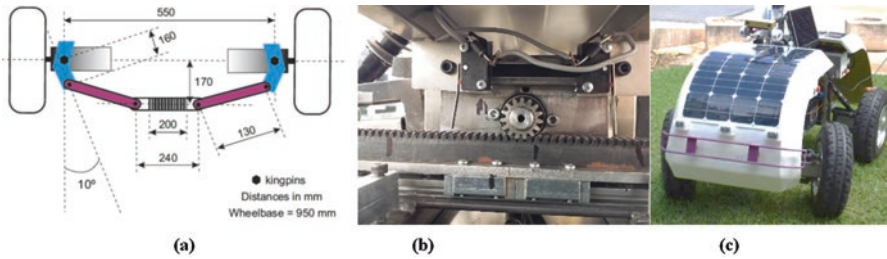 (a)
550
160
170
200
240
130
10º
kingpins
Distances in mm
Wheelbase = 950 mm
(b)
(c)